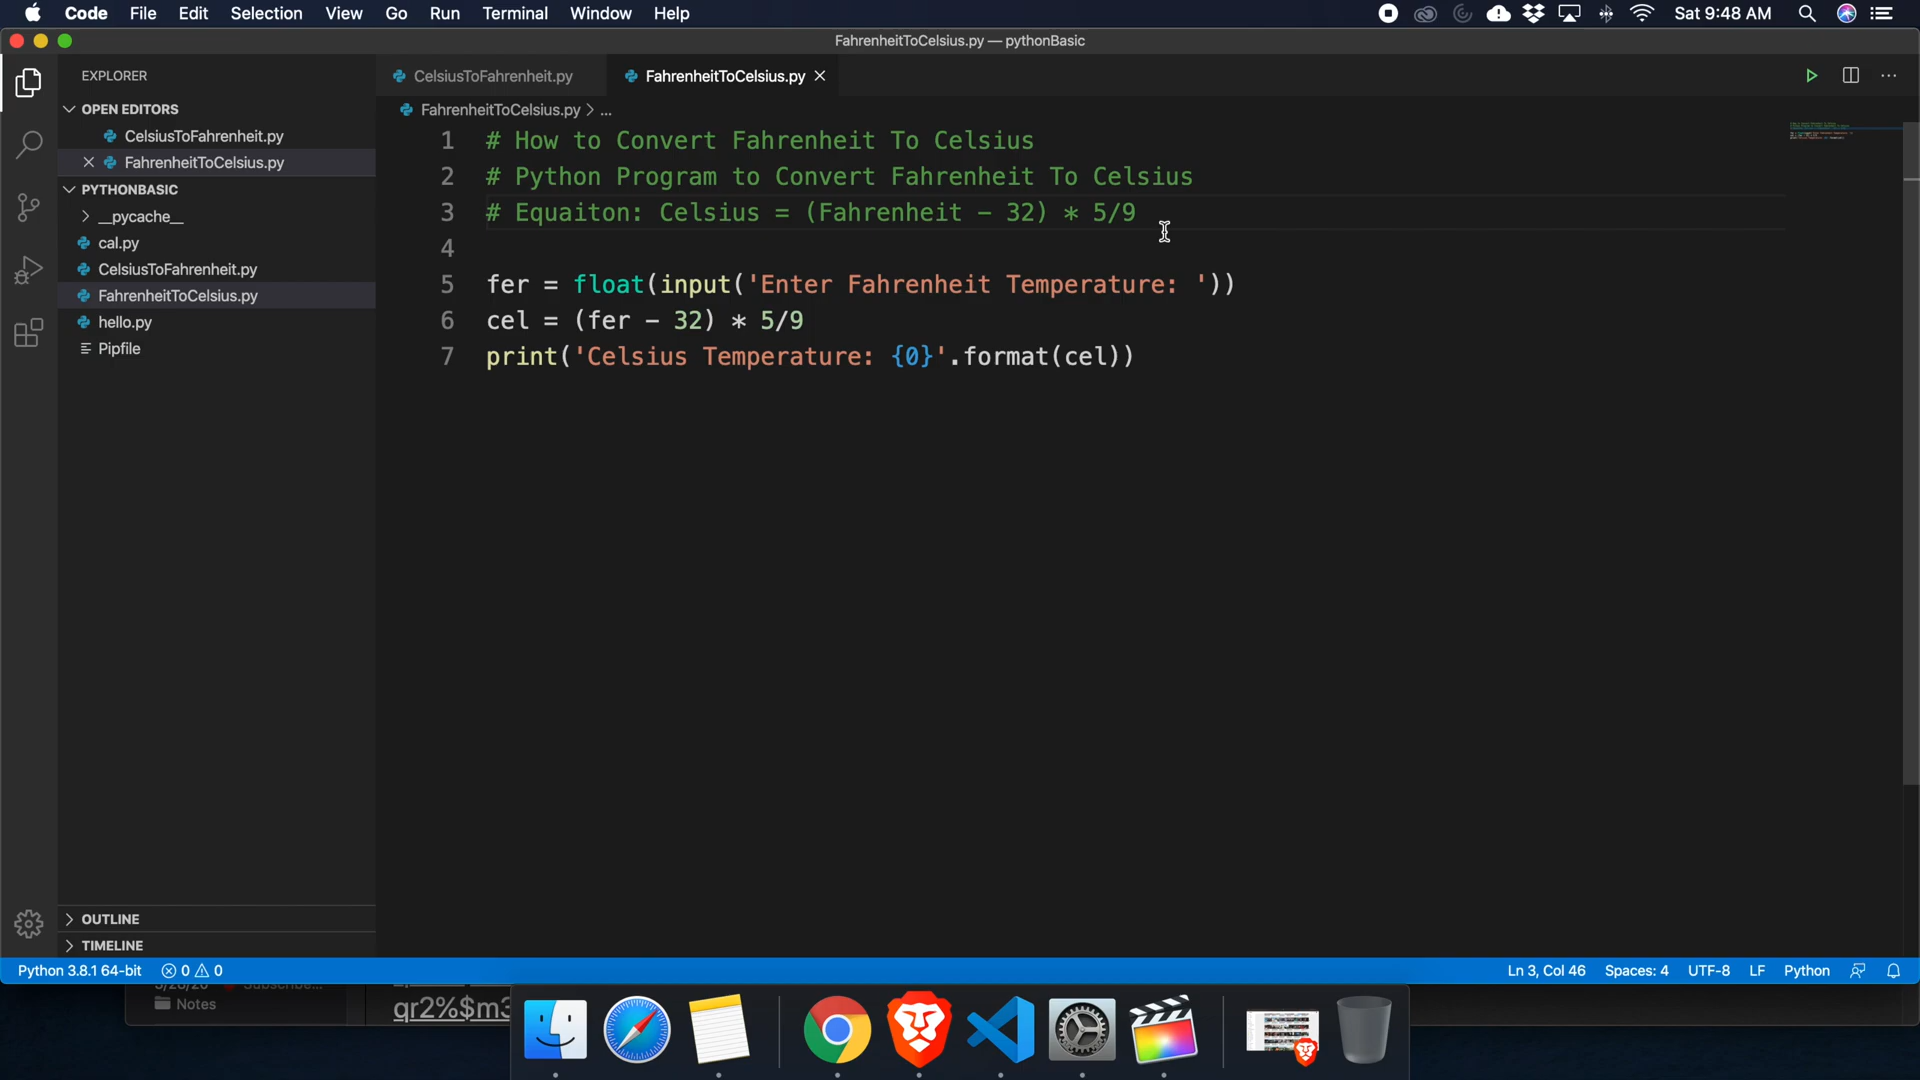 Code File Edit Selection View Go Run Terminal Window Help Sat 9:48 AM
FahrenheitToCelsius.py — pythonBasic
EXPLORER
OPEN EDITORS
CelsiusToFahrenheit.py
FahrenheitToCelsius.py
PYTHONBASIC
__pycache__
cal.py
CelsiusToFahrenheit.py
FahrenheitToCelsius.py
hello.py
Pipfile
OUTLINE
TIMELINE
CelsiusToFahrenheit.py FahrenheitToCelsius.py
FahrenheitToCelsius.py > ...
1 # How to Convert Fahrenheit To Celsius
2 # Python Program to Convert Fahrenheit To Celsius
3 # Equaiton: Celsius = (Fahrenheit - 32) * 5/9
4
5 fer = float(input('Enter Fahrenheit Temperature: '))
6 cel = (fer - 32) * 5/9
7 print('Celsius Temperature: {0}'.format(cel))
Python 3.8.1 64-bit 0 0 Ln 3, Col 46 Spaces: 4 UTF-8 LF Python
Notes
qr2%$m3